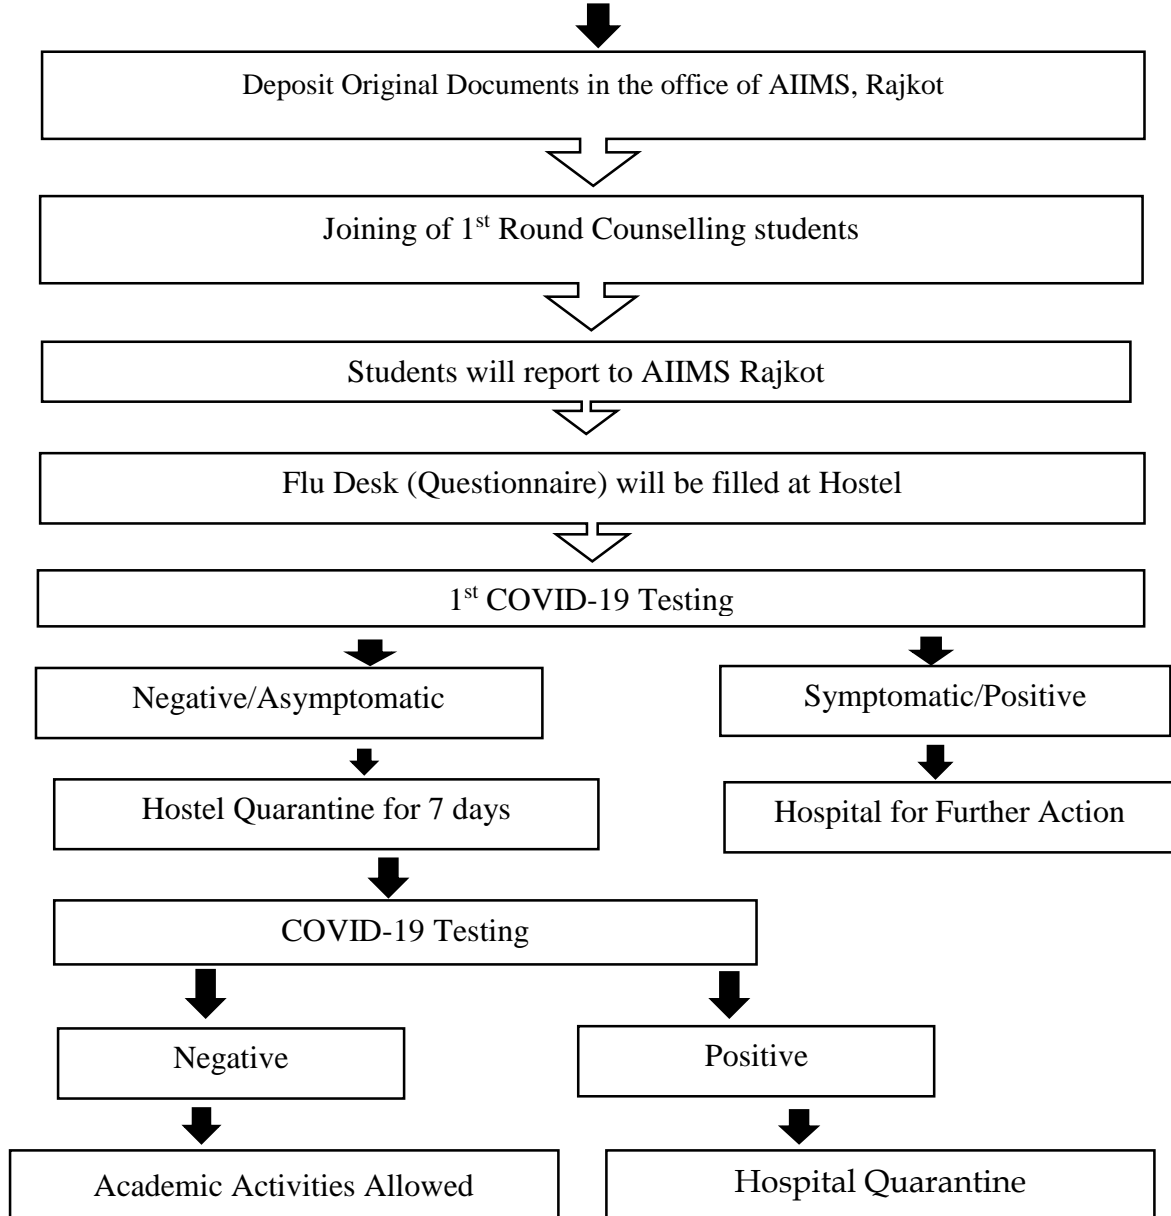 Deposit Original Documents in the office of AIIMS, Rajkot
Joining of 1st Round Counselling students
Students will report to AIIMS Rajkot
Flu Desk (Questionnaire) will be filled at Hostel
1st COVID-19 Testing
Negative/Asymptomatic
Symptomatic/Positive
Hostel Quarantine for 7 days
Hospital for Further Action
COVID-19 Testing
Negative
Positive
Academic Activities Allowed
Hospital Quarantine